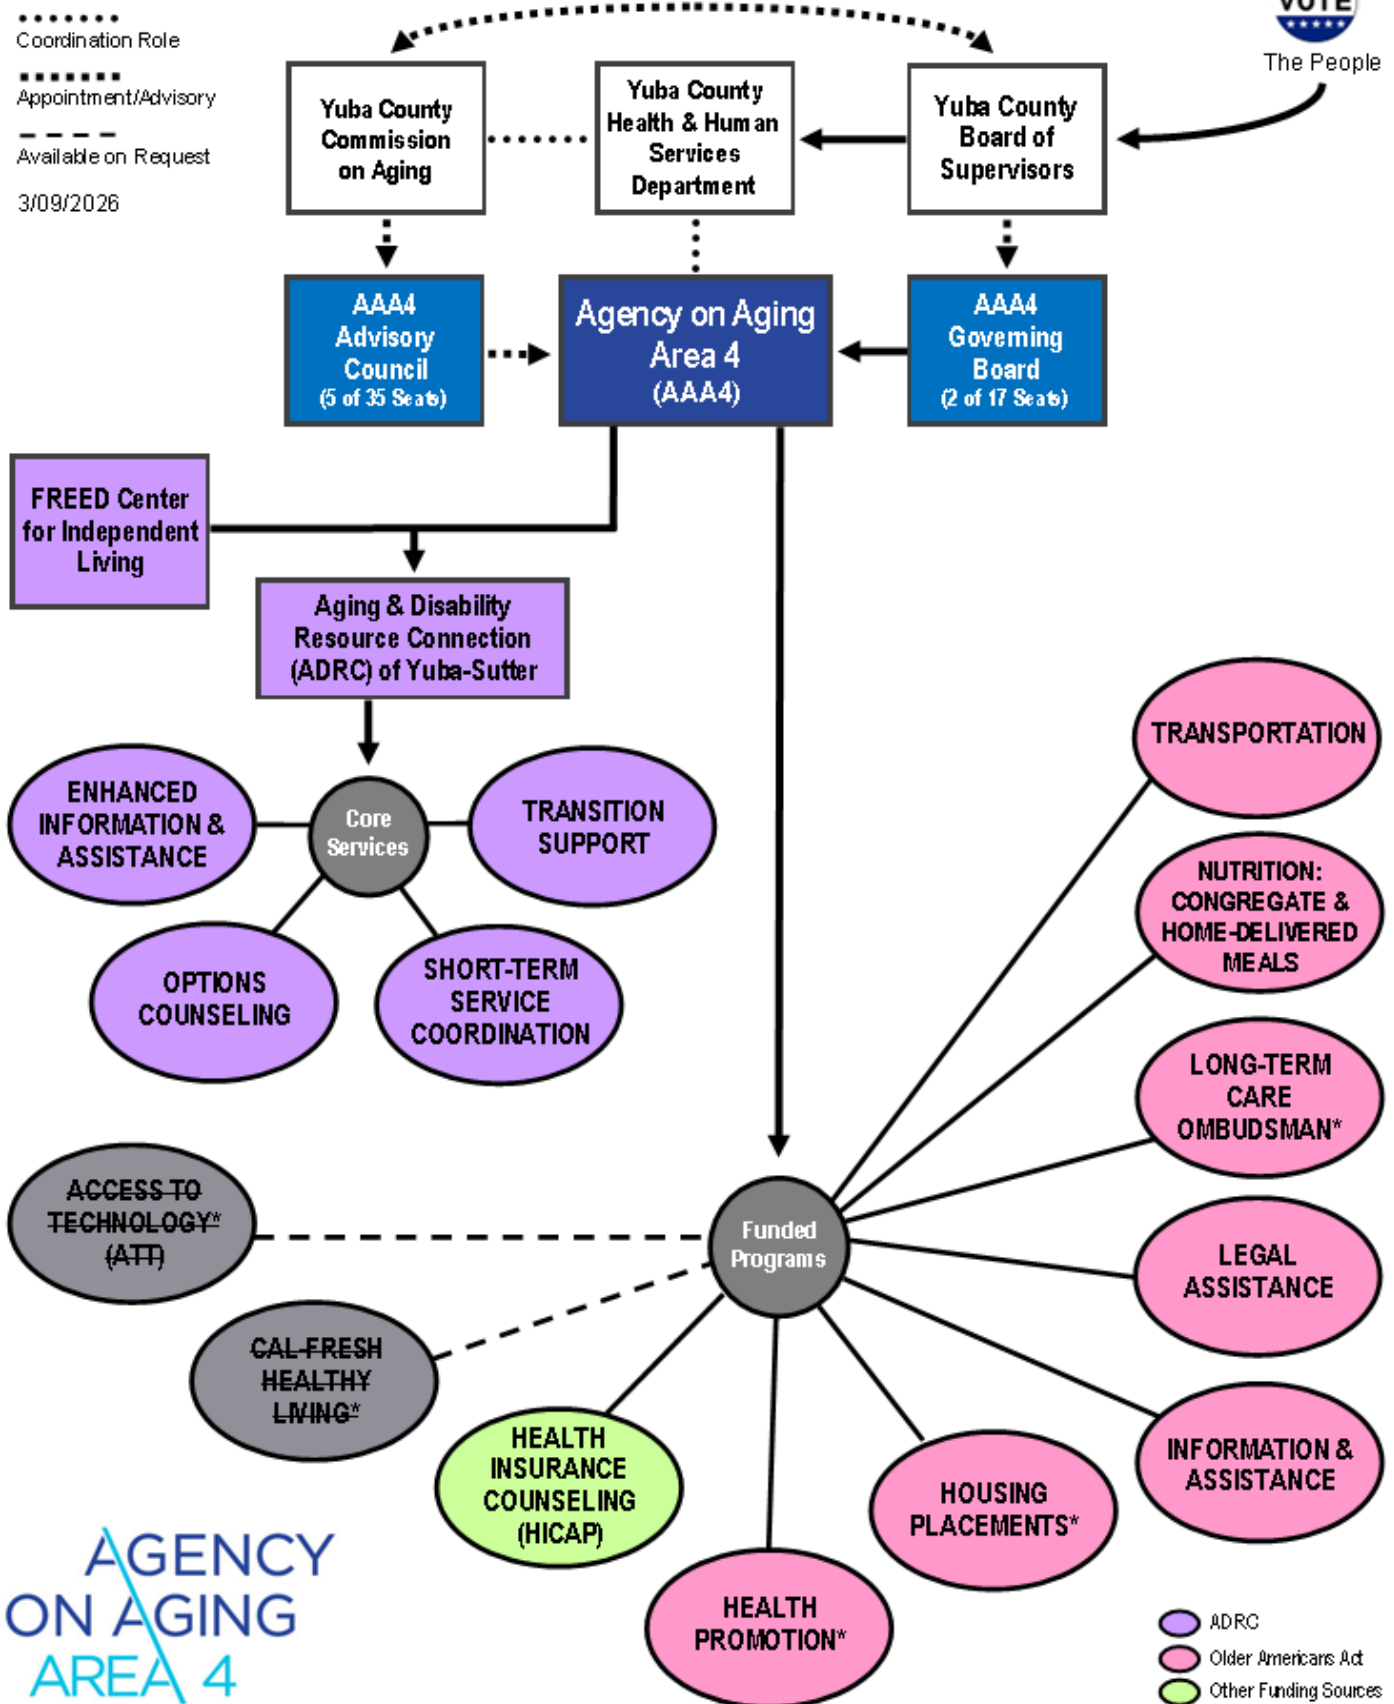 VOTE
The People
Coordination Role
Appointment/Advisory
Available on Request
3/09/2026
Yuba County
Commission
on Aging
Yuba County
Health & Human
Services
Department
Yuba County
Board of
Supervisors
AAA4
Advisory
Council
(5 of 35 Seats)
Agency on Aging
Area 4
(AAA4)
AAA4
Governing
Board
(2 of 17 Seats)
FREED Center
for Independent
Living
Aging & Disability
Resource Connection
(ADRC) of Yuba-Sutter
Core
Services
ENHANCED
INFORMATION &
ASSISTANCE
TRANSITION
SUPPORT
OPTIONS
COUNSELING
SHORT-TERM
SERVICE
COORDINATION
TRANSPORTATION
NUTRITION:
CONGREGATE &
HOME-DELIVERED
MEALS
LONG-TERM
CARE
OMBUDSMAN*
LEGAL
ASSISTANCE
INFORMATION &
ASSISTANCE
Funded
Programs
ACCESS TO
TECHNOLOGY*
(ATT)
CAL-FRESH
HEALTHY
LIVING*
HEALTH
INSURANCE
COUNSELING
(HICAP)
HOUSING
PLACEMENTS*
HEALTH
PROMOTION*
AGENCY
ON AGING
AREA 4
ADRC
Older Americans Act
Other Funding Sources